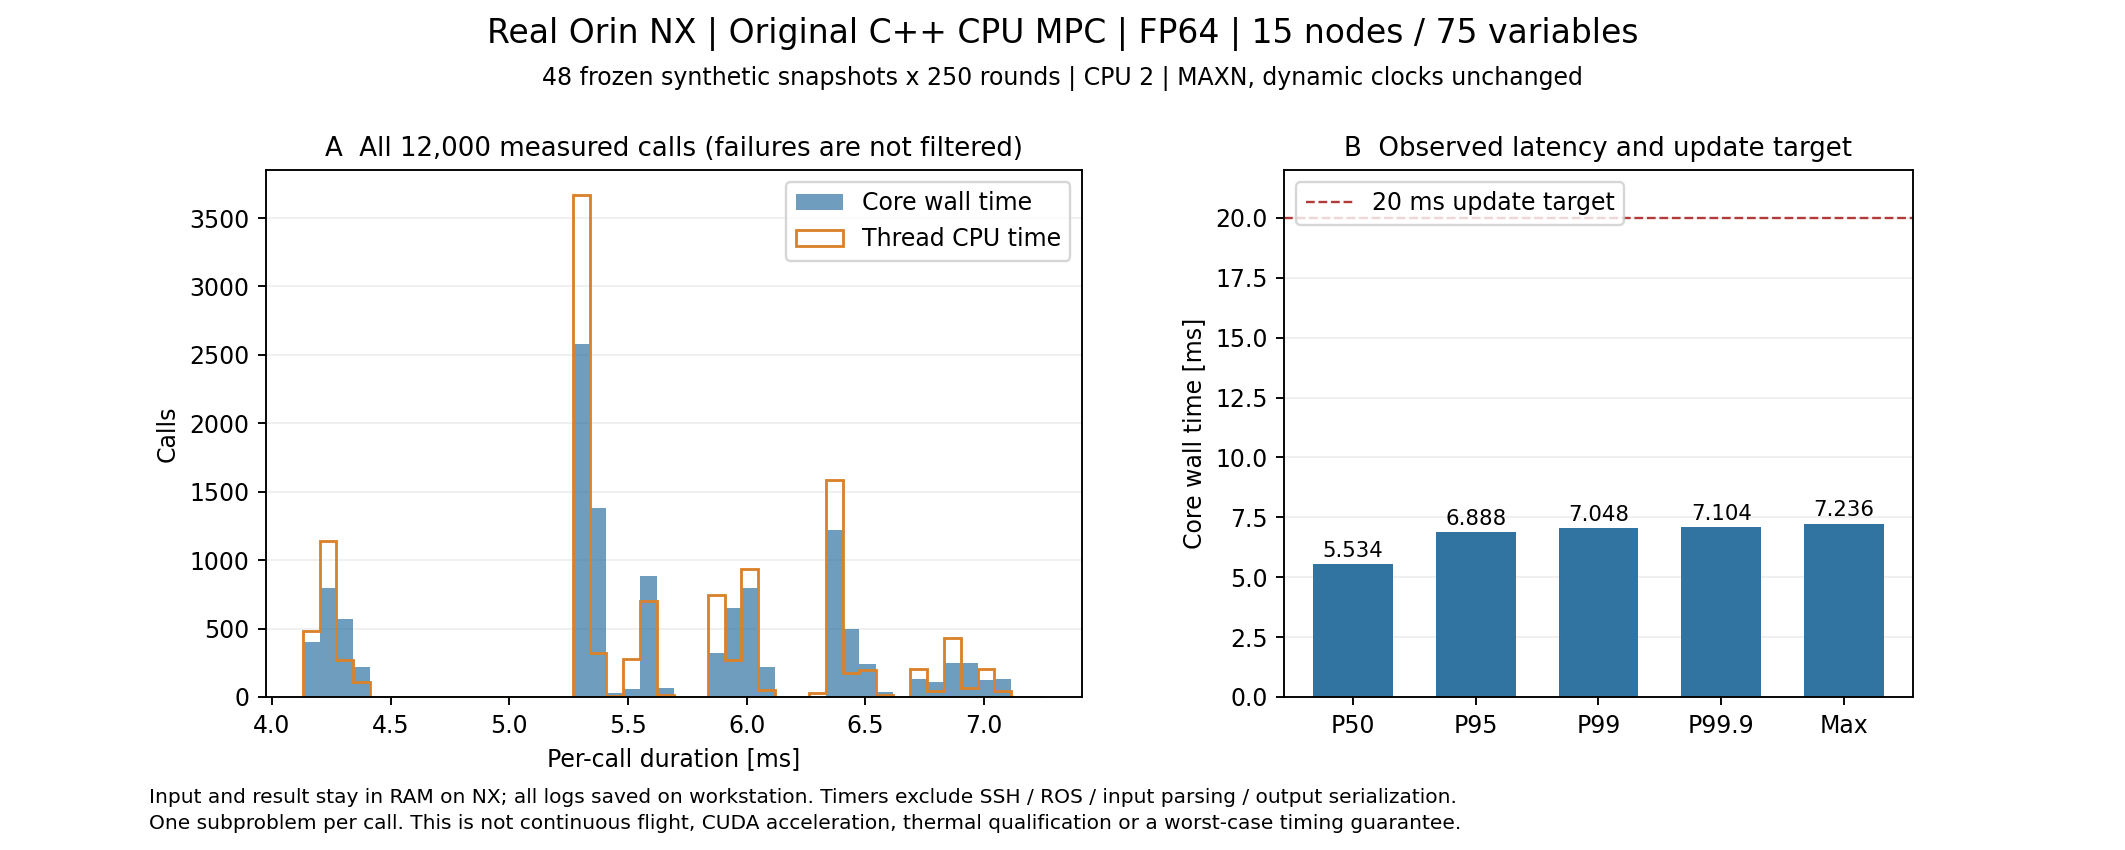 Real Orin NX | Original C++ CPU MPC | FP64 | 15 nodes / 75 variables
48 frozen synthetic snapshots x 250 rounds | CPU 2 | MAXN, dynamic clocks unchanged
A  All 12,000 measured calls (failures are not filtered)
Core wall time
Thread CPU time
3500
3000
2500
2000
1500
1000
500
0
Calls
4.0 4.5 5.0 5.5 6.0 6.5 7.0
Per-call duration [ms]
B  Observed latency and update target
20 ms update target
20.0
17.5
15.0
12.5
10.0
7.5
5.0
2.5
0.0
Core wall time [ms]
5.534 6.888 7.048 7.104 7.236
P50 P95 P99 P99.9 Max
Input and result stay in RAM on NX; all logs saved on workstation. Timers exclude SSH / ROS / input parsing / output serialization.
One subproblem per call. This is not continuous flight, CUDA acceleration, thermal qualification or a worst-case timing guarantee.